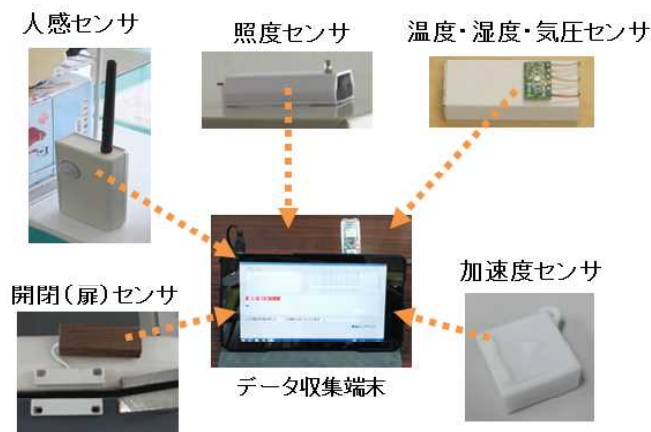 人感センサ
照度センサ
温度・湿度・気圧センサ
開閉(扉)センサ
加速度センサ
データ収集端末